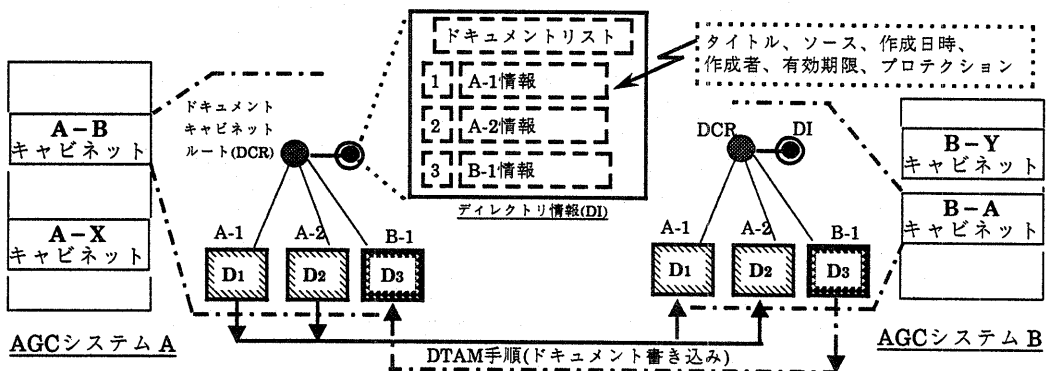 ドキュメントリスト
タイトル、ソース、作成日時、
作成者、有効期限、プロテクション
1 A-1情報
2 A-2情報
3 B-1情報
ディレクトリ情報(DI)
ドキュメント
キャビネット
ルート(DCR)
A－B
キャビネット
A－X
キャビネット
A-1 A-2 B-1
D1 D2 D3
AGCシステムA
DCR DI
B－Y
キャビネット
B－A
キャビネット
A-1 A-2 B-1
D1 D2 D3
AGCシステムB
DTAM手順(ドキュメント書き込み)